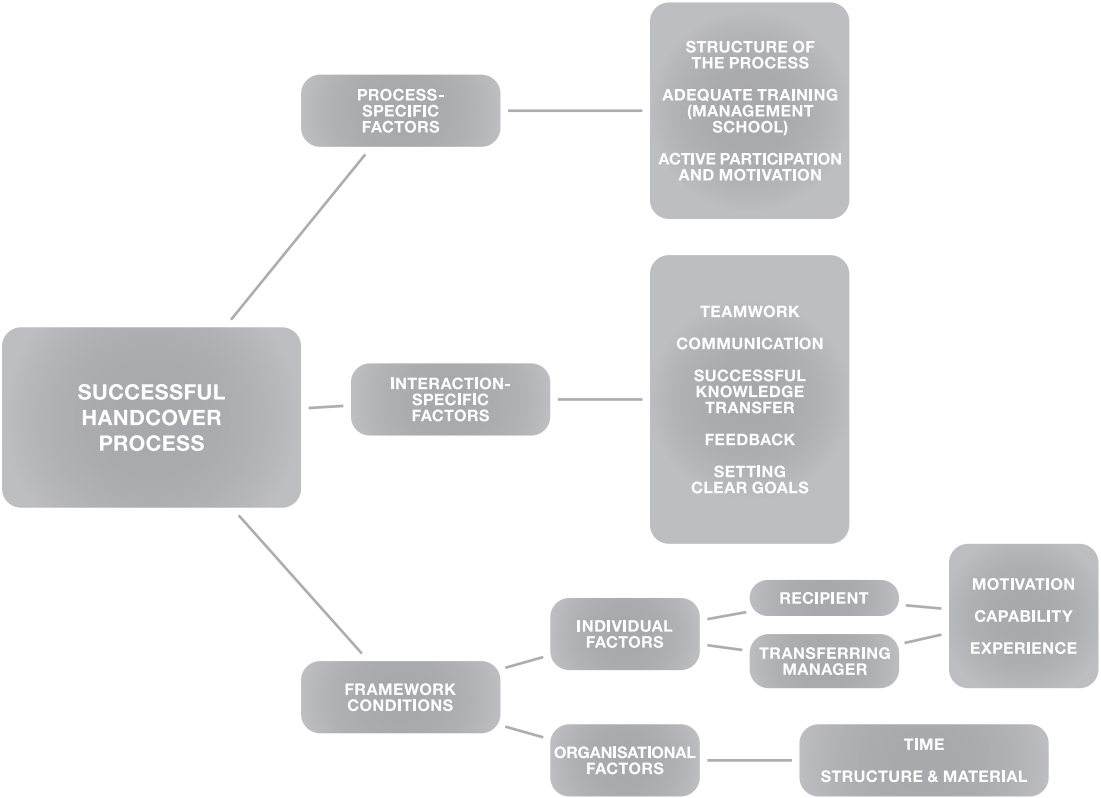 PROCESS-
SPECIFIC
FACTORS
STRUCTURE OF
THE PROCESS
ADEQUATE TRAINING
(MANAGEMENT
SCHOOL)
ACTIVE PARTICIPATION
AND MOTIVATION
SUCCESSFUL
HANDCOVER
PROCESS
INTERACTION-
SPECIFIC
FACTORS
TEAMWORK
COMMUNICATION
SUCCESSFUL
KNOWLEDGE
TRANSFER
FEEDBACK
SETTING
CLEAR GOALS
FRAMEWORK
CONDITIONS
INDIVIDUAL
FACTORS
RECIPIENT
TRANSFERRING
MANAGER
MOTIVATION
CAPABILITY
EXPERIENCE
ORGANISATIONAL
FACTORS
TIME
STRUCTURE & MATERIAL